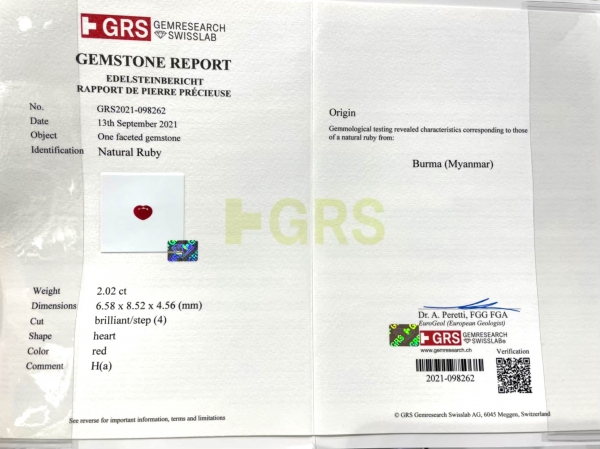 GRS GEMRESEARCH
SWISSLAB
GEMSTONE REPORT
EDELSTEINBERICHT
RAPPORT DE PIERRE PRÉCIEUSE
No. GRS2021-098262
Date 13th September 2021
Object One faceted gemstone
Identification Natural Ruby
Weight 2.02 ct
Dimensions 6.58 x 8.52 x 4.56 (mm)
Cut brilliant/step (4)
Shape heart
Color red
Comment H(a)
See reverse for important information, terms and limitations
GRS
Origin
Gemmological testing revealed characteristics corresponding to those
of a natural ruby from:
Burma (Myanmar)
Dr. A. Peretti, FGG FGA
EuroGeol (European Geologist)
GRS GEMRESEARCH
SWISSLAB®
www.gemresearch.ch
Verification
2021-098262
© GRS Gemresearch Swisslab AG, 6045 Meggen, Switzerland